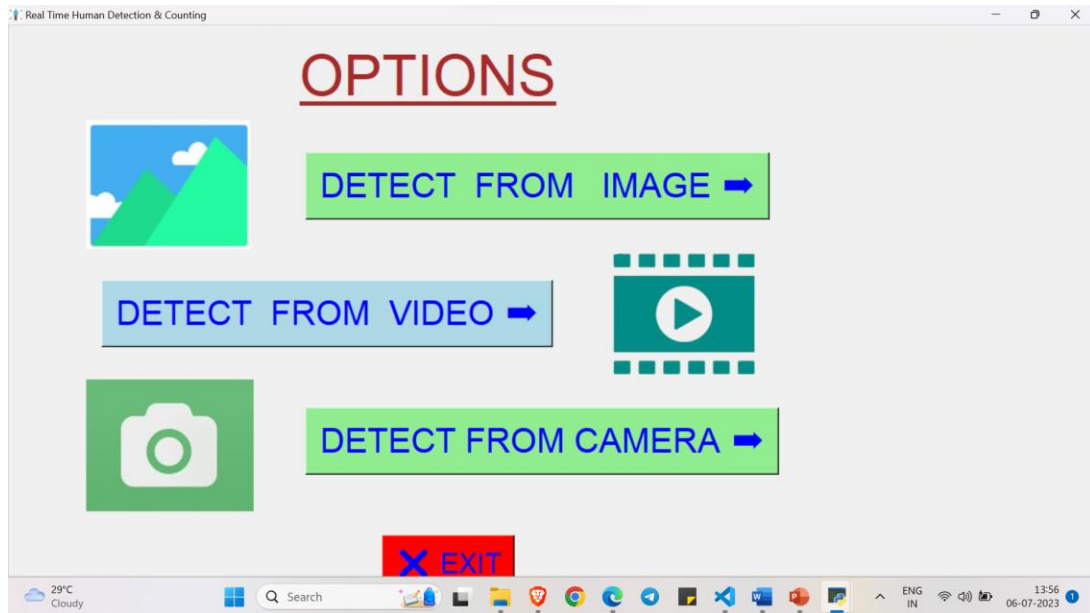 Real Time Human Detection & Counting
OPTIONS
DETECT FROM IMAGE ➡
DETECT FROM VIDEO ➡
DETECT FROM CAMERA ➡
❌ EXIT
29°C
Cloudy
Search
ENG
IN
13:56
06-07-2023
1